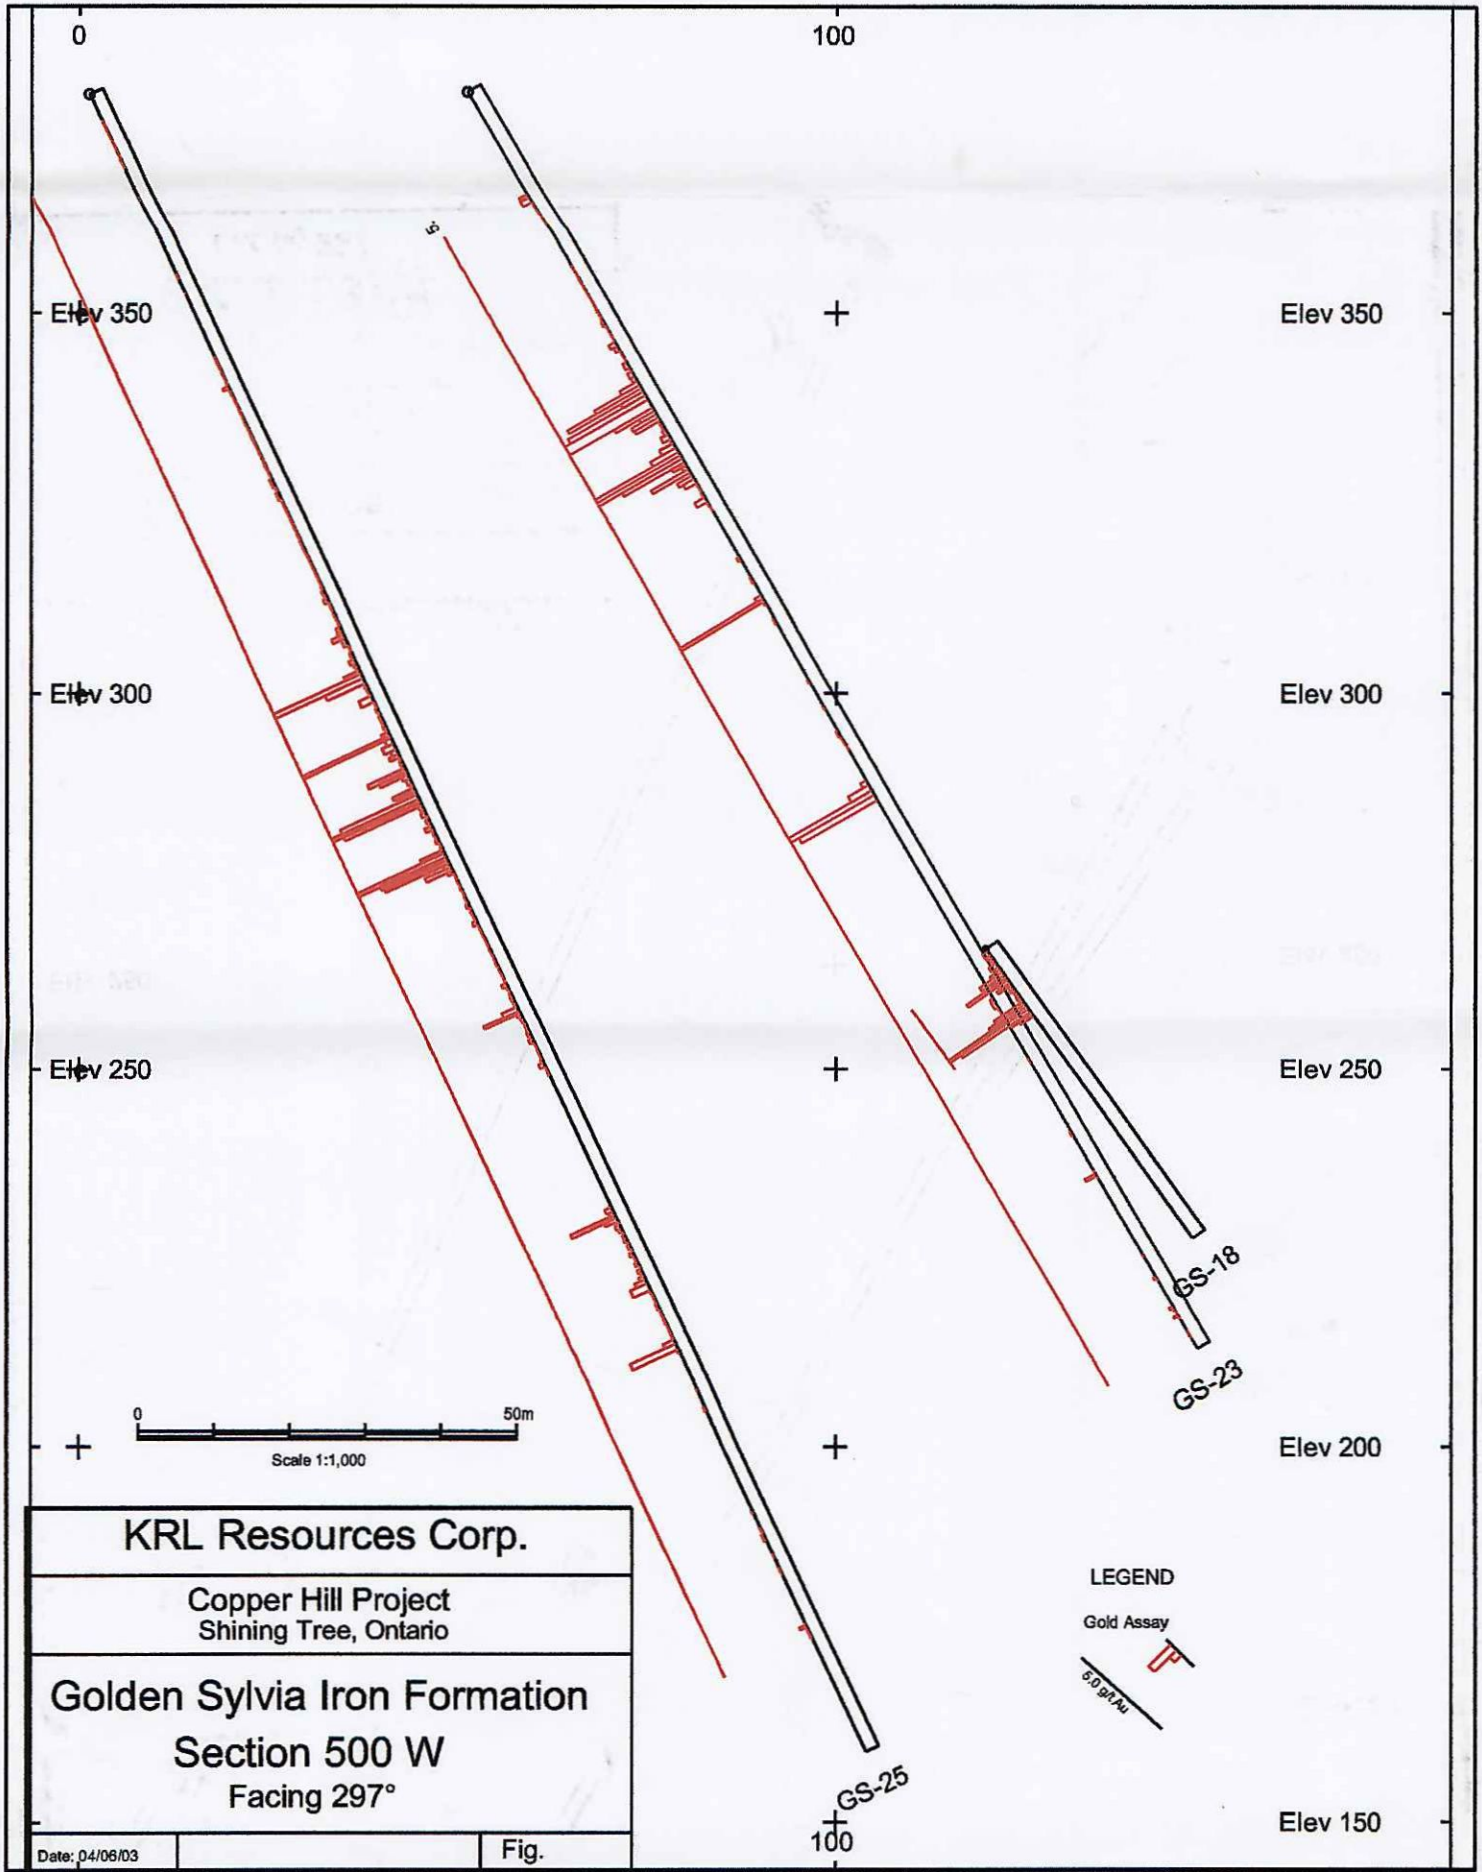 0
100
5.
Elev 350
Elev 350
Elev 300
Elev 300
Elev 250
Elev 250
GS-18
GS-23
0
50m
Scale 1:1,000
Elev 200
KRL Resources Corp.
Copper Hill Project
Shining Tree, Ontario
Golden Sylvia Iron Formation
Section 500 W
Facing 297°
Date: 04/06/03
Fig.
LEGEND
Gold Assay
5.0 g/t Au
GS-25
100
Elev 150